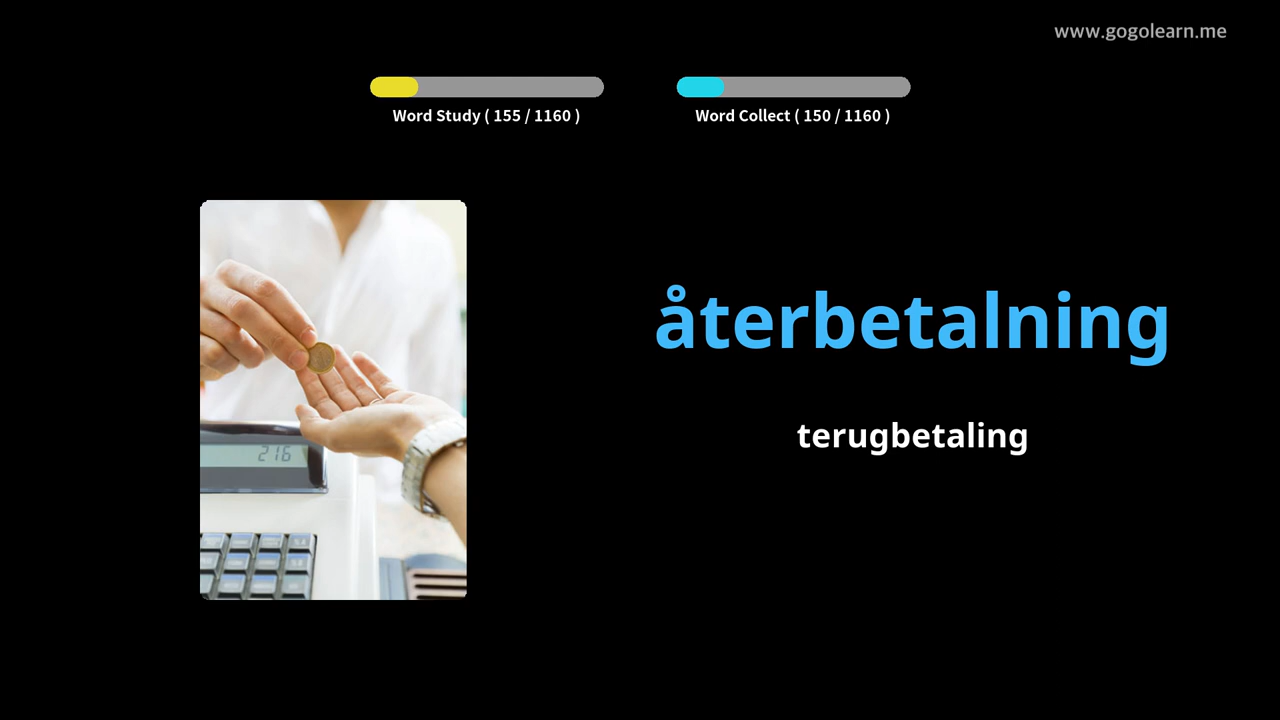 www.gogolearn.me
Word Study ( 155 / 1160 )
Word Collect ( 150 / 1160 )
återbetalning
terugbetaling
216